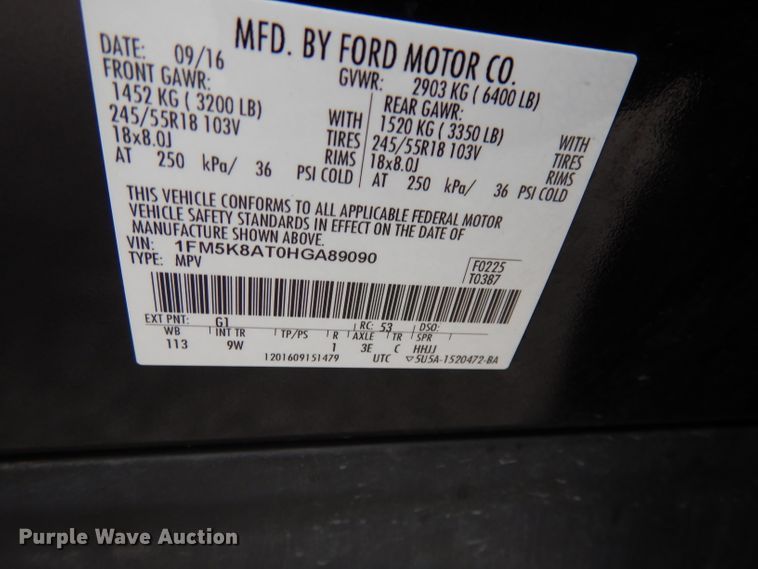 MFD. BY FORD MOTOR CO.
DATE: 09/16
GVWR: 2903 KG ( 6400 LB)
FRONT GAWR:
1452 KG ( 3200 LB)
245/55R18 103V
18x8.0J
WITH
TIRES
RIMS
AT 250 kPa/ 36 PSI COLD
REAR GAWR:
1520 KG ( 3350 LB)
245/55R18 103V
18x8.0J
WITH
TIRES
RIMS
AT 250 kPa/ 36 PSI COLD
THIS VEHICLE CONFORMS TO ALL APPLICABLE FEDERAL MOTOR
VEHICLE SAFETY STANDARDS IN EFFECT ON THE DATE OF
MANUFACTURE SHOWN ABOVE.
VIN: 1FM5K8AT0HGA89090
TYPE: MPV
F0225
T0387
EXT PNT: G1 RC: 53 DSO:
WB INT TR TP/PS R AXLE TR SPR
113 9W 1 3E C HHJJ
1201609151479 UTC ▽5U5A-1520472-BA
Purple Wave Auction